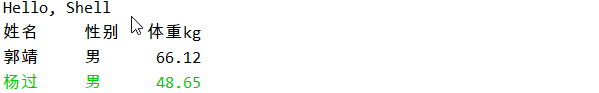 Hello, Shell
姓名 性别 体重kg
郭靖 男 66.12
杨过 男 48.65